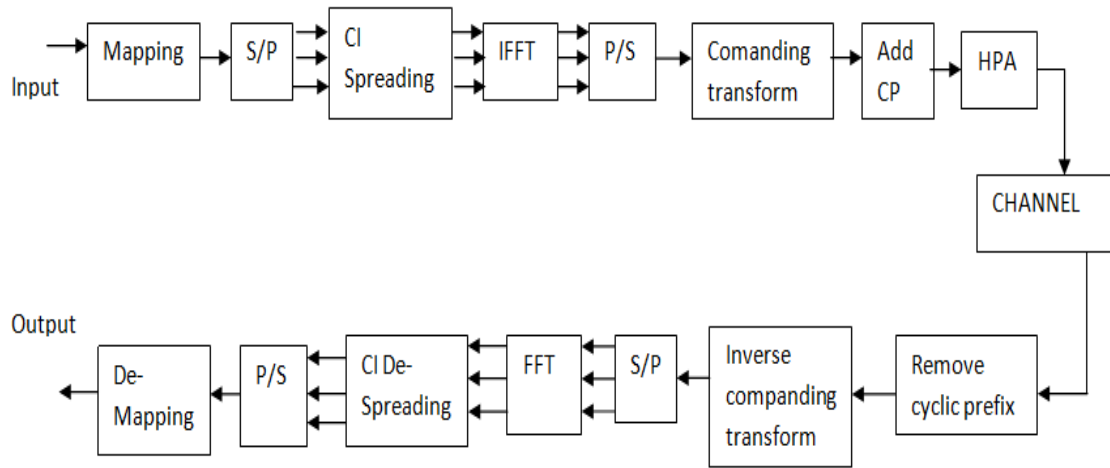 Input
Mapping
S/P
CI
Spreading
IFFT
P/S
Comanding
transform
Add
CP
HPA
CHANNEL
Output
De-
Mapping
P/S
CI De-
Spreading
FFT
S/P
Inverse
companding
transform
Remove
cyclic prefix